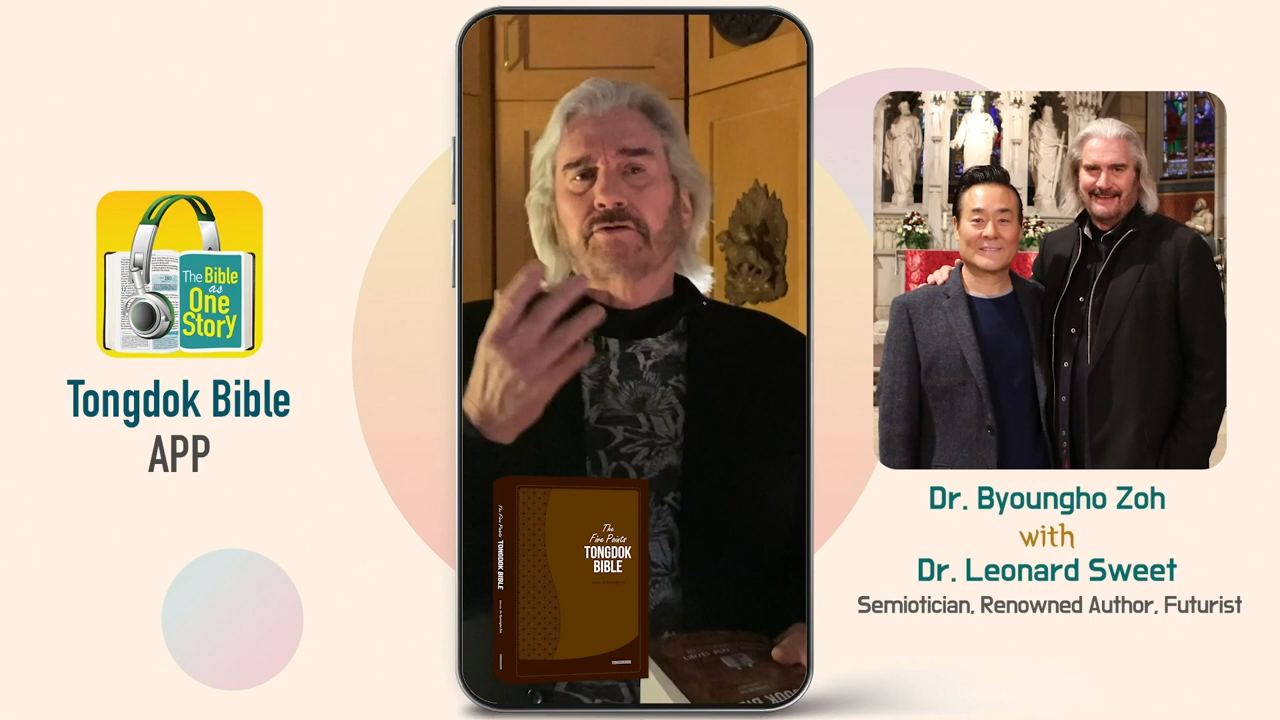 The Bible
as
One
Story
Tongdok Bible
APP
The Five Points TONGDOK BIBLE
The
Five Points
TONGDOK
BIBLE
Dr. Byoungho Zoh
with
Dr. Leonard Sweet
Semiotician, Renowned Author, Futurist